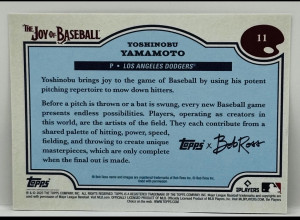 THE JOY OF BASEBALL
11
YOSHINOBU
YAMAMOTO
P • LOS ANGELES DODGERS®
Yoshinobu brings joy to the game of Baseball by using his potent
pitching repertoire to mow down hitters.
Before a pitch is thrown or a bat is swung, every new Baseball game
presents endless possibilities. Players, operating as creators
in this world, are the artists of the game. They each contribute from a
shared palette of hitting, power, speed,
fielding, and throwing to create unique
masterpieces, which are only complete
when the final out is made.
Topps x Bob Ross
TOPPS
PLAYERS